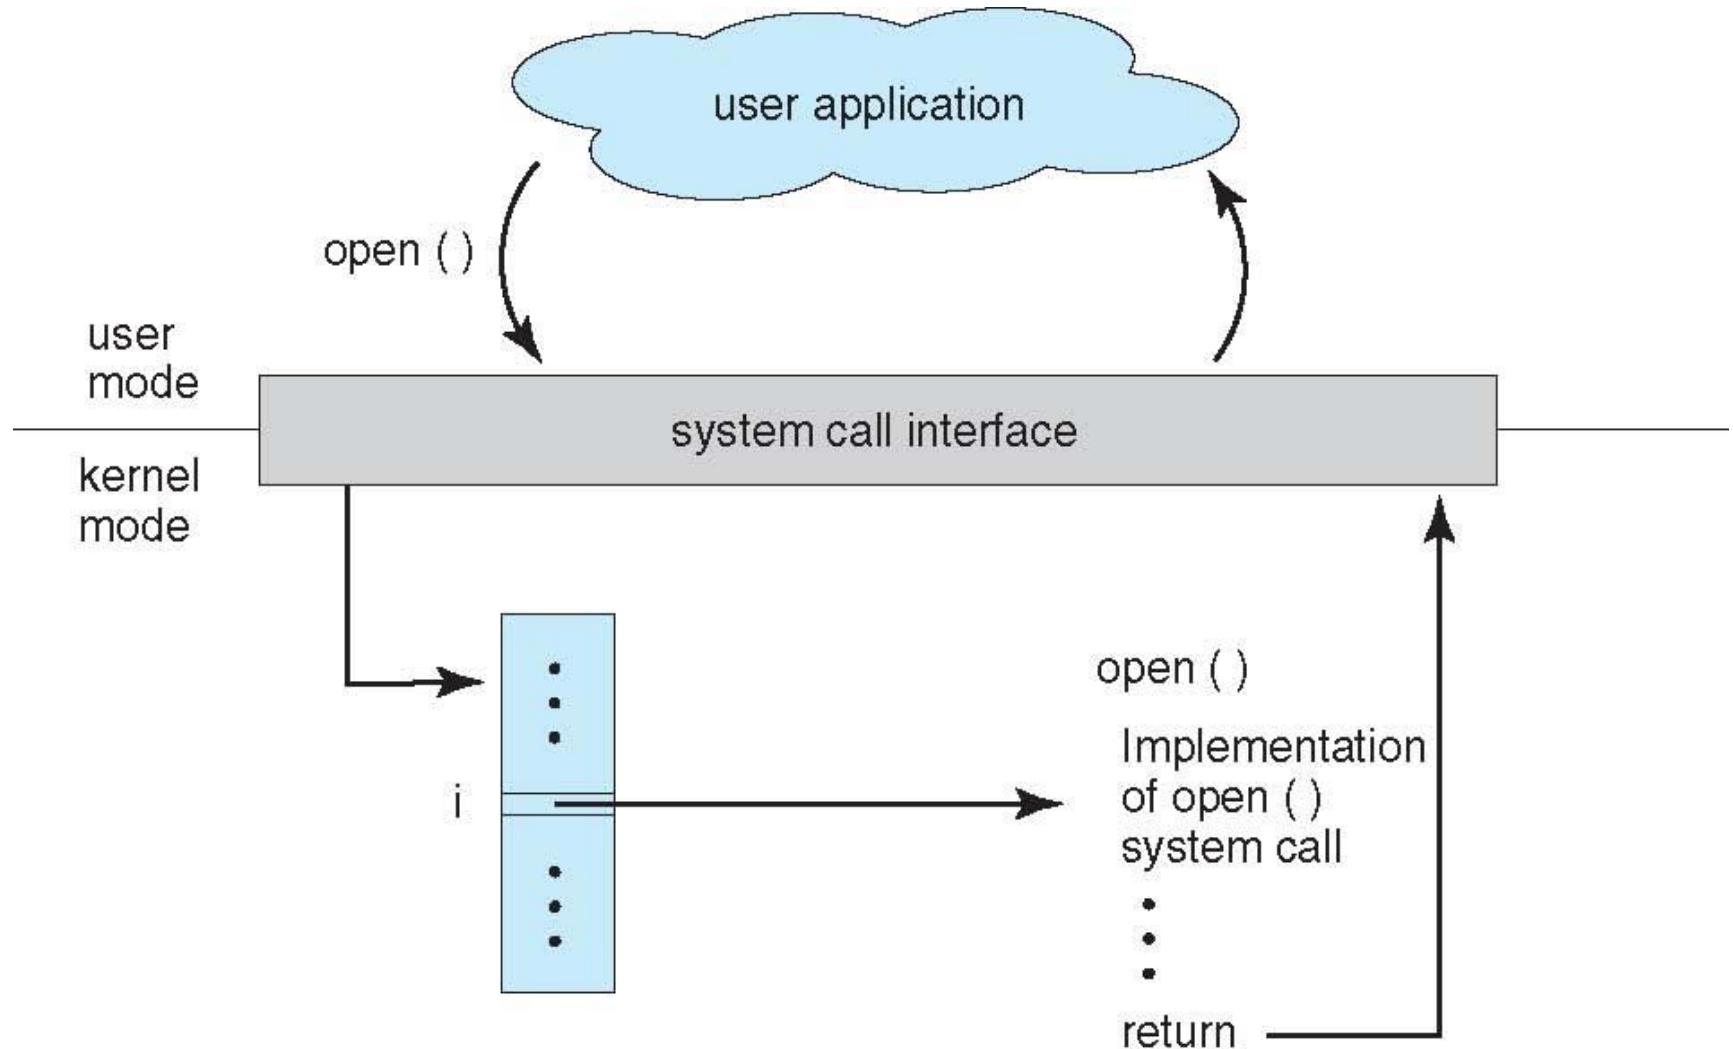 user application
open ( )
user
mode
system call interface
kernel
mode
open ( )
Implementation
of open ( )
system call
i
return